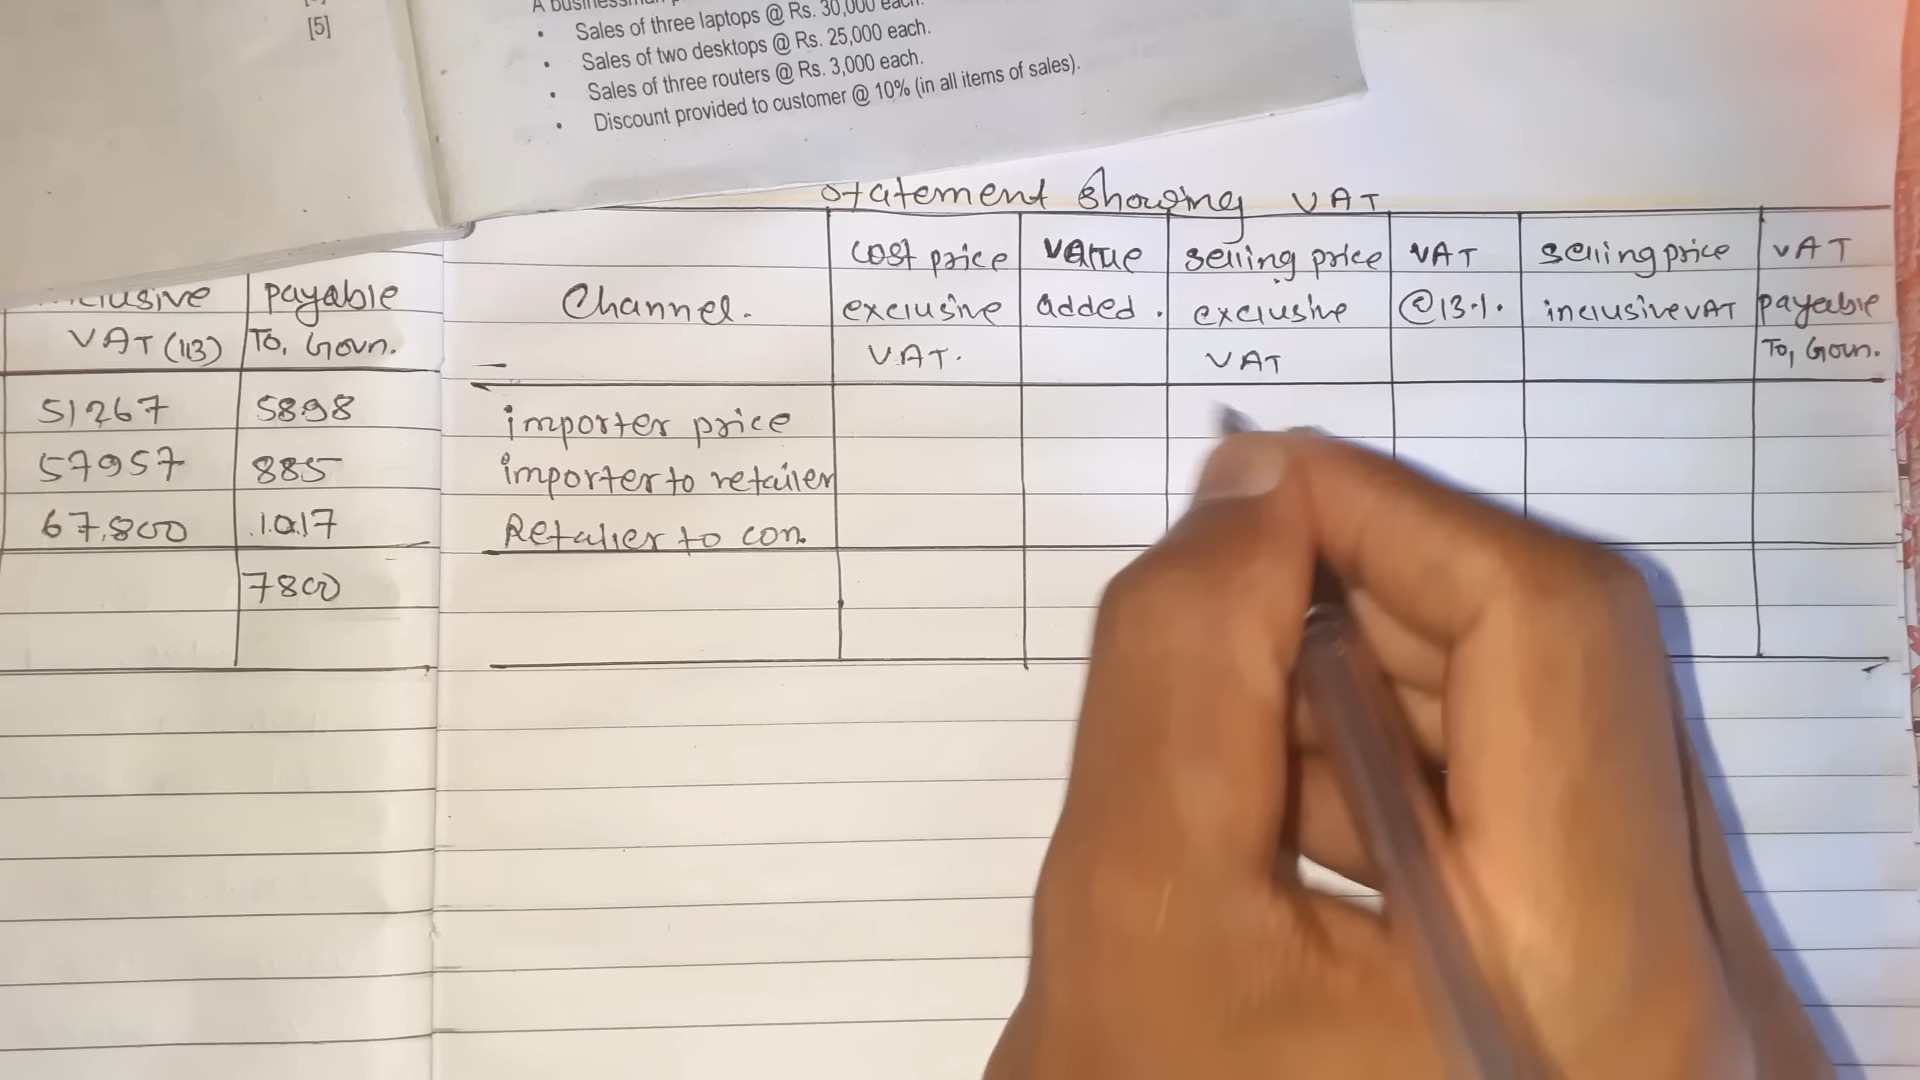 [5]
Sales of three laptops @ Rs. 30,000 each.
Sales of two desktops @ Rs. 25,000 each.
Sales of three routers @ Rs. 3,000 each.
Discount provided to customer @ 10% (in all items of sales).
payable
VAT (113) To, Govn.
51267 5898
57957 885
67,800 1017
7800
Statement showing VAT
Channel.
cost price
exclusive
VAT.
value
added.
selling price
exclusive
VAT
VAT
@13%.
selling price
inclusive VAT
VAT
payable
To, Govn.
importer price
importer to retailer
Retalier to con.